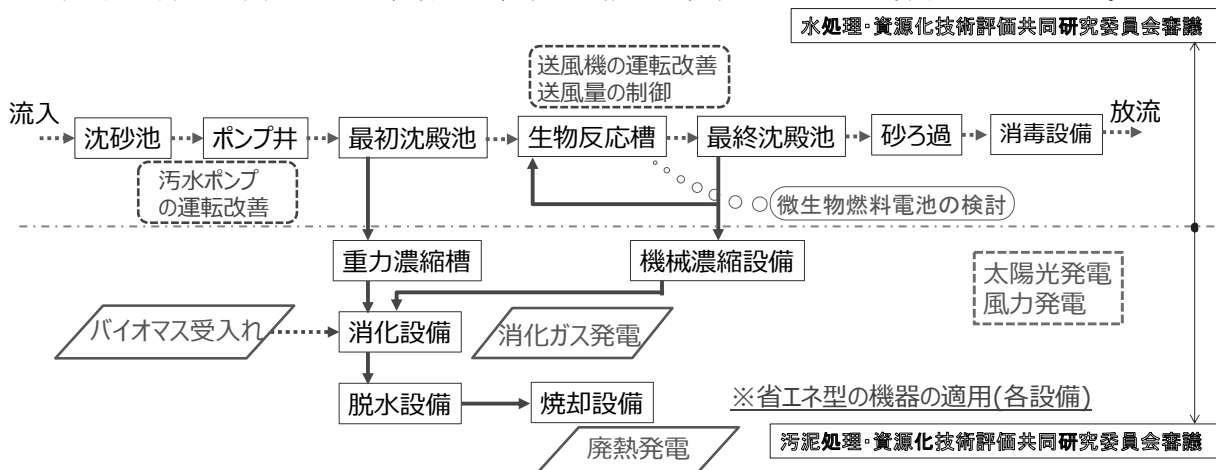 水処理・資源化技術評価共同研究委員会審議
送風機の運転改善
送風量の制御
流入
沈砂池
ポンプ井
最初沈殿池
生物反応槽
最終沈殿池
砂ろ過
消毒設備
放流
汚水ポンプ
の運転改善
微生物燃料電池の検討
重力濃縮槽
機械濃縮設備
太陽光発電
風力発電
バイオマス受入れ
消化設備
消化ガス発電
脱水設備
焼却設備
※省エネ型の機器の適用(各設備)
廃熱発電
汚泥処理・資源化技術評価共同研究委員会審議